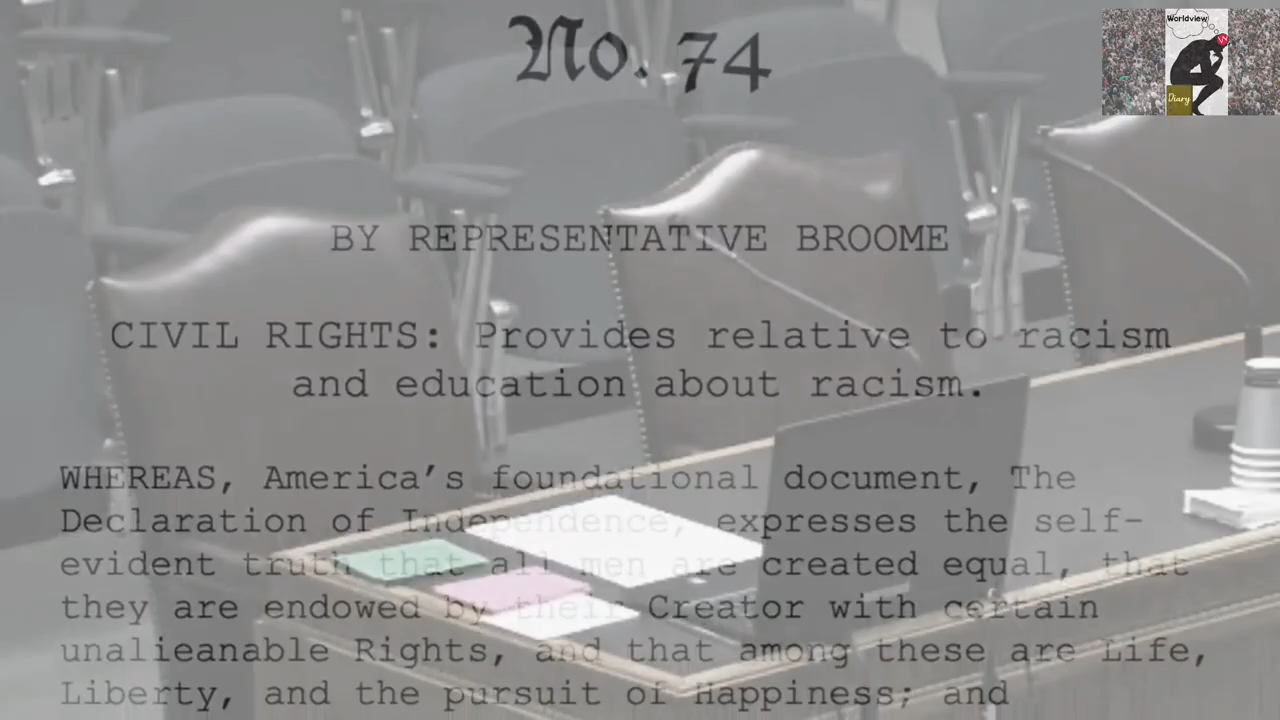 Worldview
Diary
No. 74
BY REPRESENTATIVE BROOME
CIVIL RIGHTS: Provides relative to racism
and education about racism.
WHEREAS, America's foundational document, The
Declaration of Independence, expresses the self-
evident truth that all men are created equal, that
they are endowed by their Creator with certain
unalieanable Rights, and that among these are Life,
Liberty, and the pursuit of Happiness; and